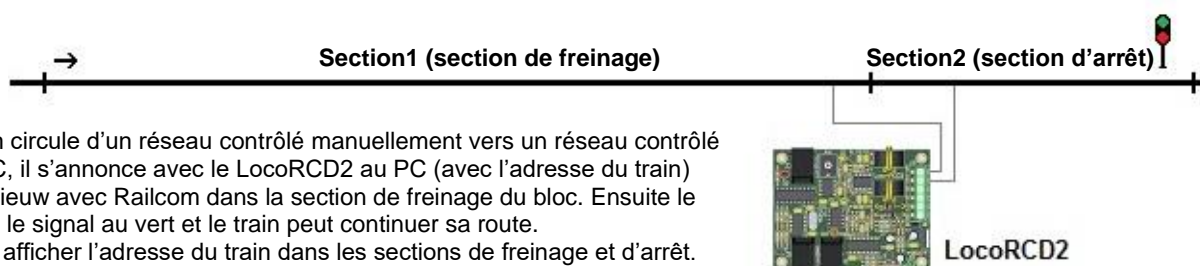 → Section1 (section de freinage) Section2 (section d'arrêt)
n circule d'un réseau contrôlé manuellement vers un réseau contrôlé
C, il s'annonce avec le LocoRCD2 au PC (avec l'adresse du train)
ieuw avec Railcom dans la section de freinage du bloc. Ensuite le
le signal au vert et le train peut continuer sa route.
afficher l'adresse du train dans les sections de freinage et d'arrêt.
LocoRCD2